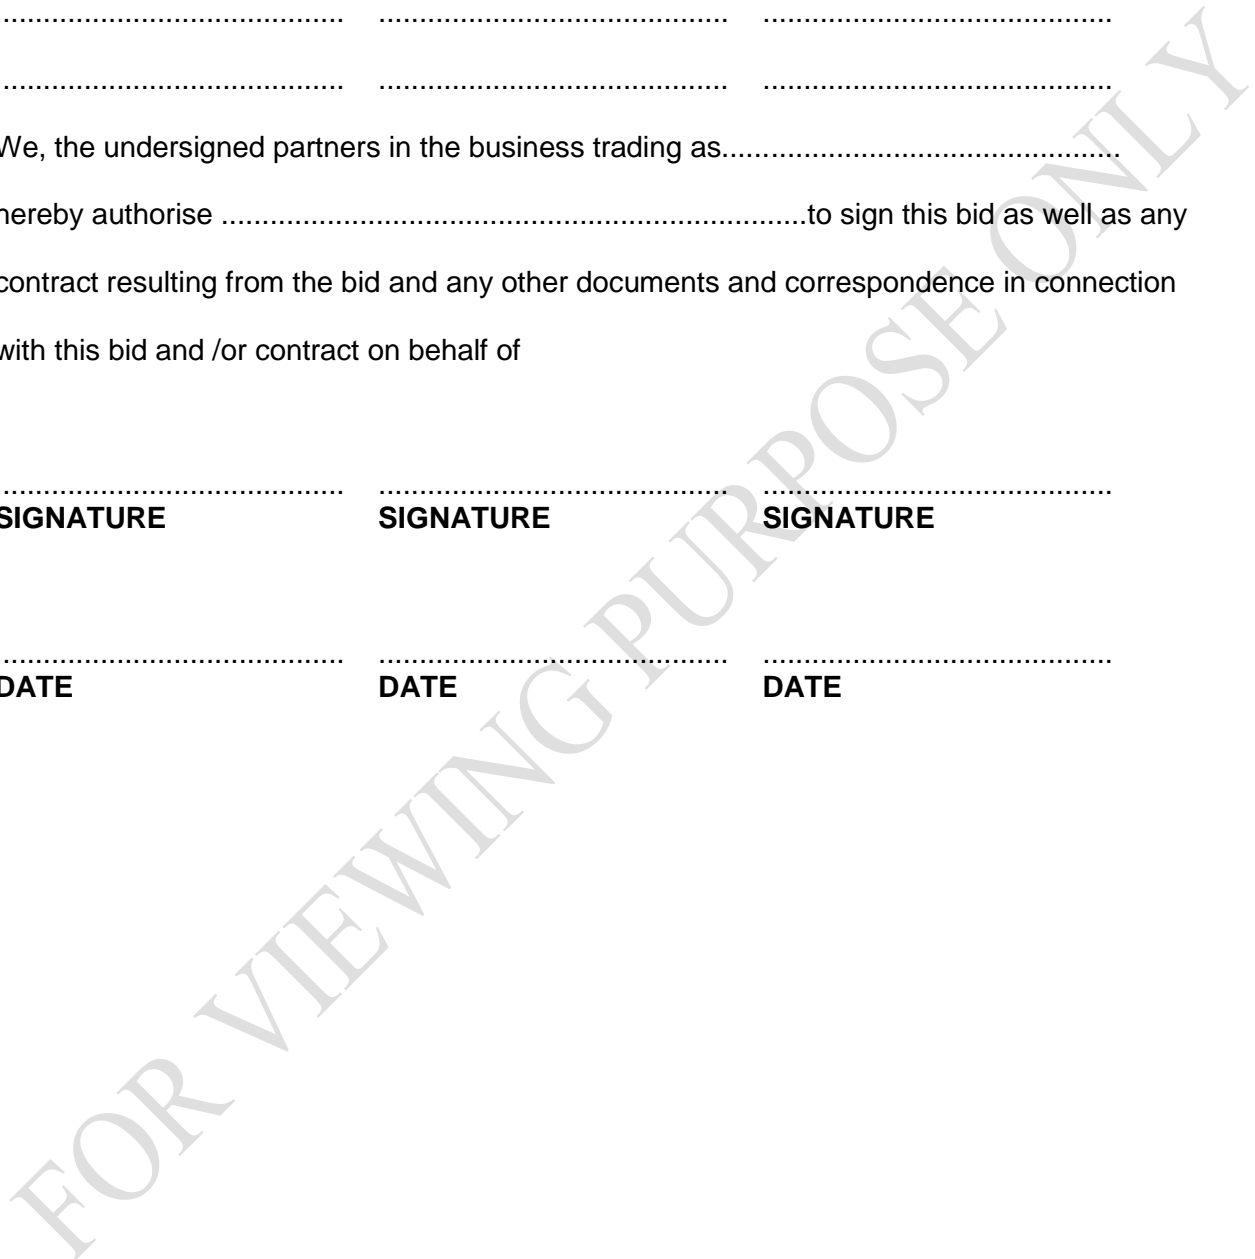 ........................................... ........................................... ...........................................
........................................... ........................................... ...........................................
We, the undersigned partners in the business trading as.................................................
hereby authorise ........................................................................to sign this bid as well as any
contract resulting from the bid and any other documents and correspondence in connection
with this bid and /or contract on behalf of
........................................... ........................................... ...........................................
SIGNATURE SIGNATURE SIGNATURE
........................................... ........................................... ...........................................
DATE DATE DATE
FOR VIEWING PURPOSE ONLY